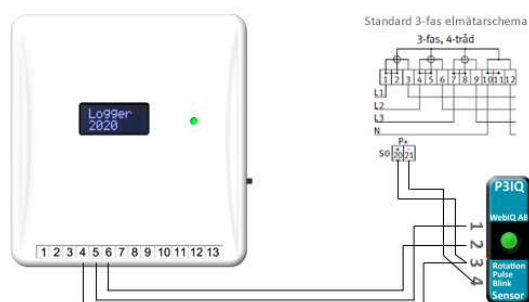 Standard 3-fas elmätarschema
3-fas, 4-tråd
1 2 3 4 5 6 7 8 9 10 11 12
L1
L2
L3
N
Px
S0
+ -
20 21
Logger
2020
1 2 3 4 5 6 7 8 9 10 11 12 13
1
2
3
4
P3IQ
WebIQ AB
Rotation
Pulse
Blink
Sensor